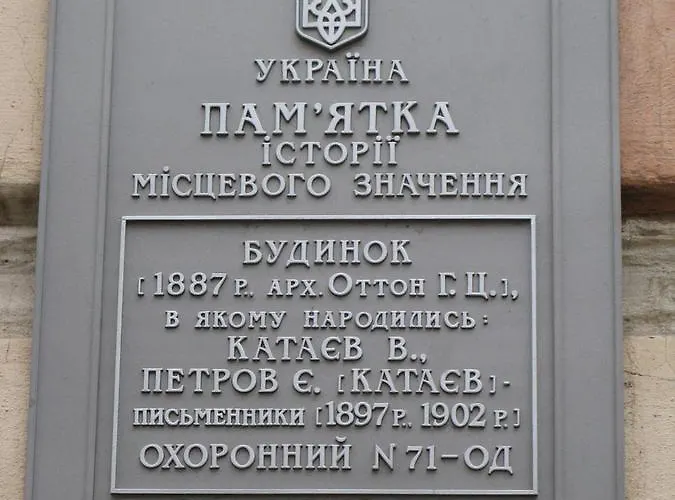 УКРАЇНА
ПАМ'ЯТКА
ІСТОРІЇ
МІСЦЕВОГО ЗНАЧЕННЯ
БУДИНОК
[1887 р., арх. Оттон Г.Ц.],
в якому народились:
КАТАЄВ В.,
ПЕТРОВ Є. [КАТАЄВ]-
письменники [1897 р., 1902 р.]
ОХОРОННИЙ N 71-ОД